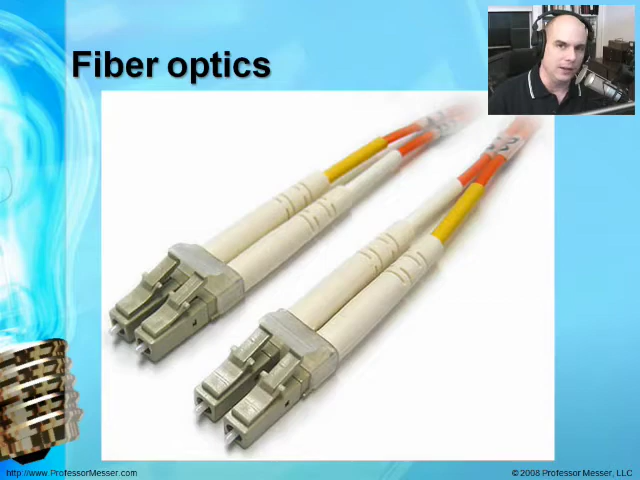 Fiber optics
http://www.ProfessorMesser.com
© 2008 Professor Messer, LLC